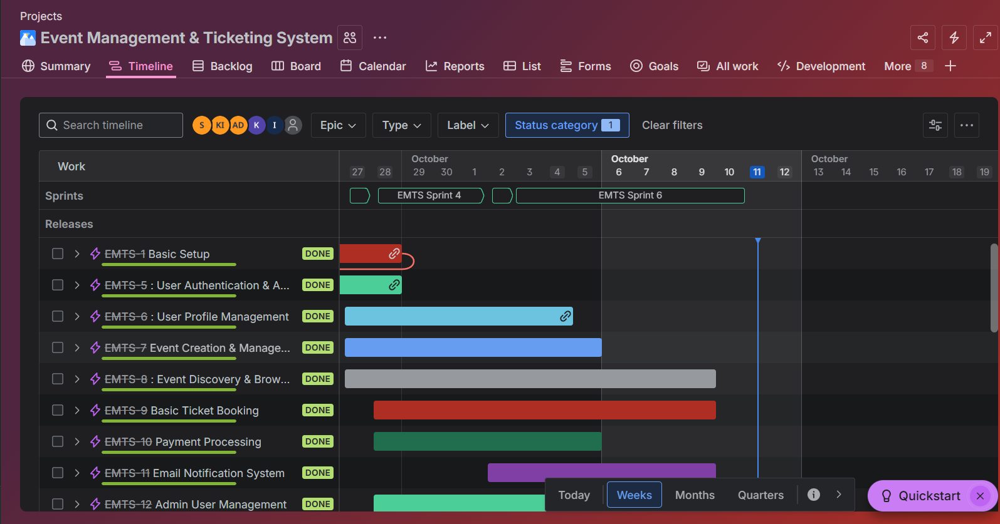 Projects
Event Management & Ticketing System
Summary Timeline Backlog Board Calendar Reports List Forms Goals All work Development More 8
Search timeline S KI AD K I Epic Type Label Status category 1 Clear filters
Work
October October October
27 28 29 30 1 2 3 4 5 6 7 8 9 10 11 12 13 14 15 16 17 18 19
Sprints EMTS Sprint 4 EMTS Sprint 6
Releases
EMTS-1 Basic Setup DONE
EMTS-5 : User Authentication & A... DONE
EMTS-6 : User Profile Management DONE
EMTS-7 Event Creation & Manage... DONE
EMTS-8 : Event Discovery & Brow... DONE
EMTS-9 Basic Ticket Booking DONE
EMTS-10 Payment Processing DONE
EMTS-11 Email Notification System DONE
EMTS-12 Admin User Management DONE
Today Weeks Months Quarters
Quickstart